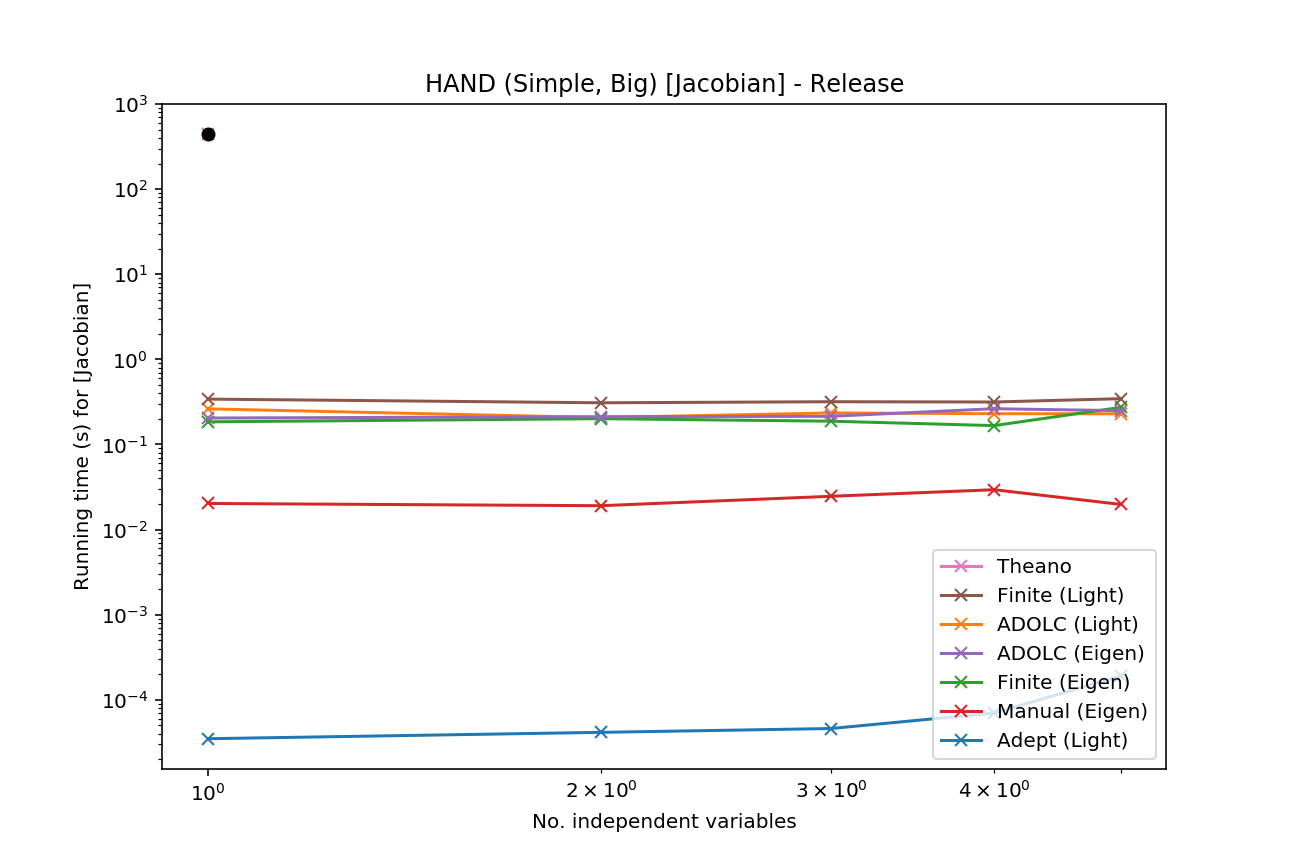 HAND (Simple, Big) [Jacobian] - Release
Running time (s) for [Jacobian]
10³
10²
10¹
10⁰
10⁻¹
10⁻²
10⁻³
10⁻⁴
Theano
Finite (Light)
ADOLC (Light)
ADOLC (Eigen)
Finite (Eigen)
Manual (Eigen)
Adept (Light)
10⁰ 2 × 10⁰ 3 × 10⁰ 4 × 10⁰
No. independent variables